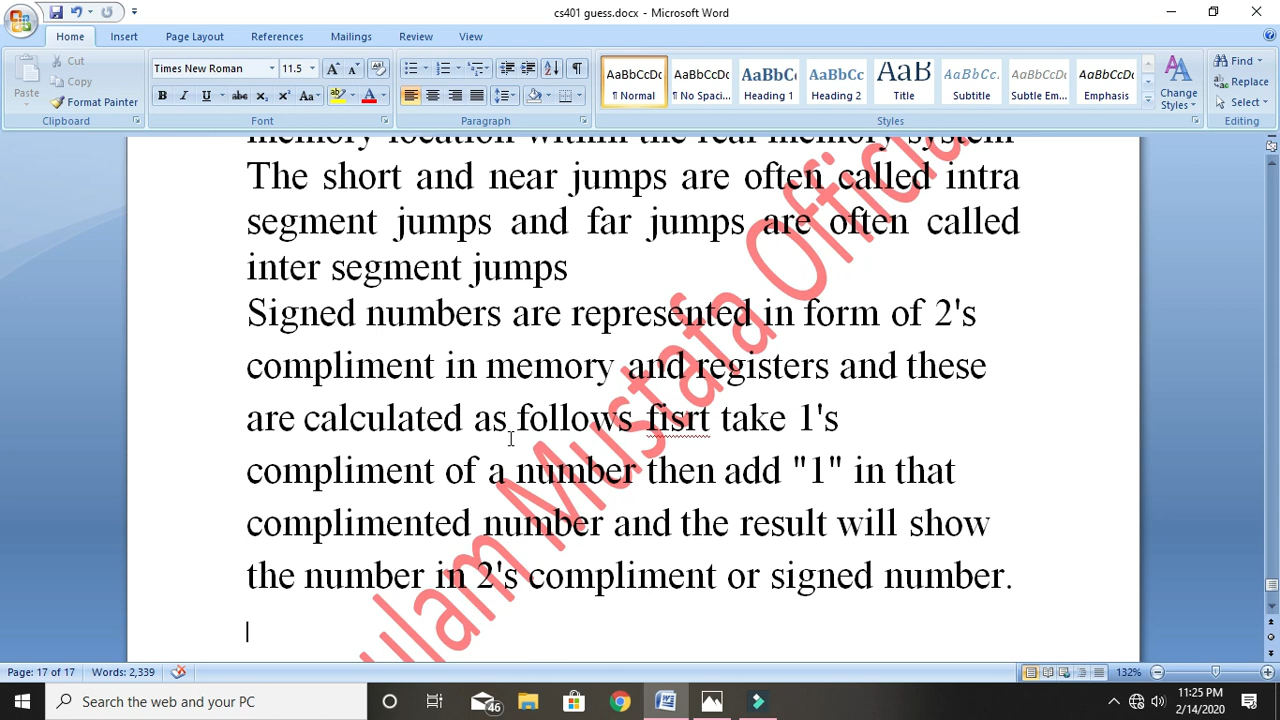 cs401 guess.docx - Microsoft Word
Home Insert Page Layout References Mailings Review View
Paste
Cut
Copy
Format Painter
Clipboard
Times New Roman 11.5
Font
Paragraph
AaBbCcDc AaBbCcDc AaBbC AaBbCc AaB AaBbCc. AaBbCcDc AaBbCcDc
¶ Normal ¶ No Spaci... Heading 1 Heading 2 Title Subtitle Subtle Em... Emphasis
Change
Styles
Styles
Find
Replace
Select
Editing
memory location within the real memory system
The short and near jumps are often called intra
segment jumps and far jumps are often called
inter segment jumps
Signed numbers are represented in form of 2's
compliment in memory and registers and these
are calculated as follows fisrt take 1's
compliment of a number then add "1" in that
complimented number and the result will show
the number in 2's compliment or signed number.
ulam Mustafa Official
Page: 17 of 17 Words: 2,339 132%
Search the web and your PC
46
11:25 PM
2/14/2020